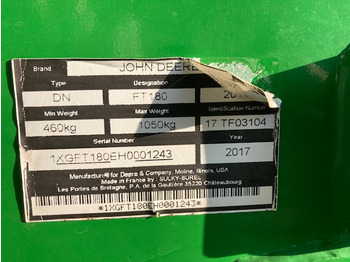 Brand JOHN DEERE
Type Designation
DN FT180
Min Weight Max Weight Identification Number
460kg 1050kg 17 TF03104
Serial Number Year
1XGFT180EH0001243 2017
Manufactured for Deere & Company, Moline, Illinois, USA
Made in France by : SULKY-BUREL
Les Portes de Bretagne, P.A. de la Gaultière 35220 Châteaubourg
*1XGFT180EH0001243*